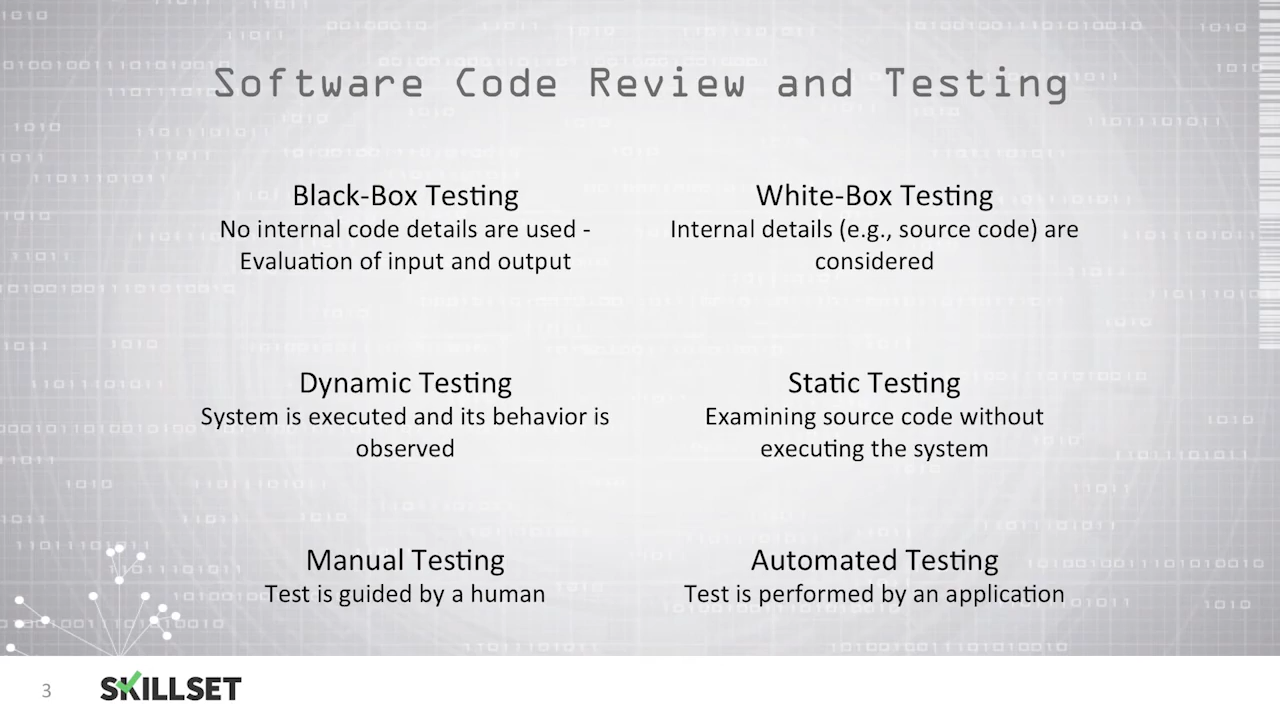 Software Code Review and Testing
Black-Box Testing
No internal code details are used -
Evaluation of input and output
White-Box Testing
Internal details (e.g., source code) are
considered
Dynamic Testing
System is executed and its behavior is
observed
Static Testing
Examining source code without
executing the system
Manual Testing
Test is guided by a human
Automated Testing
Test is performed by an application
3
SKILLSET